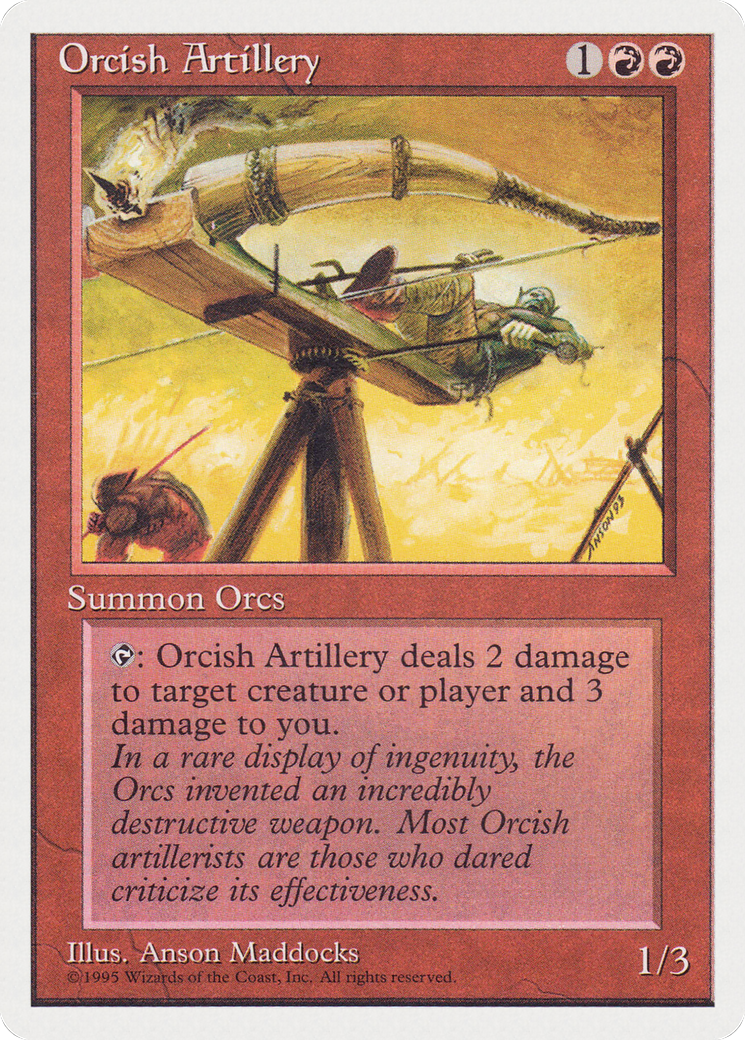 Orcish Artillery
1
ANSON 93
Summon Orcs
: Orcish Artillery deals 2 damage
to target creature or player and 3
damage to you.
In a rare display of ingenuity, the
Orcs invented an incredibly
destructive weapon. Most Orcish
artillerists are those who dared
criticize its effectiveness.
Illus. Anson Maddocks
1/3
© 1995 Wizards of the Coast, Inc. All rights reserved.